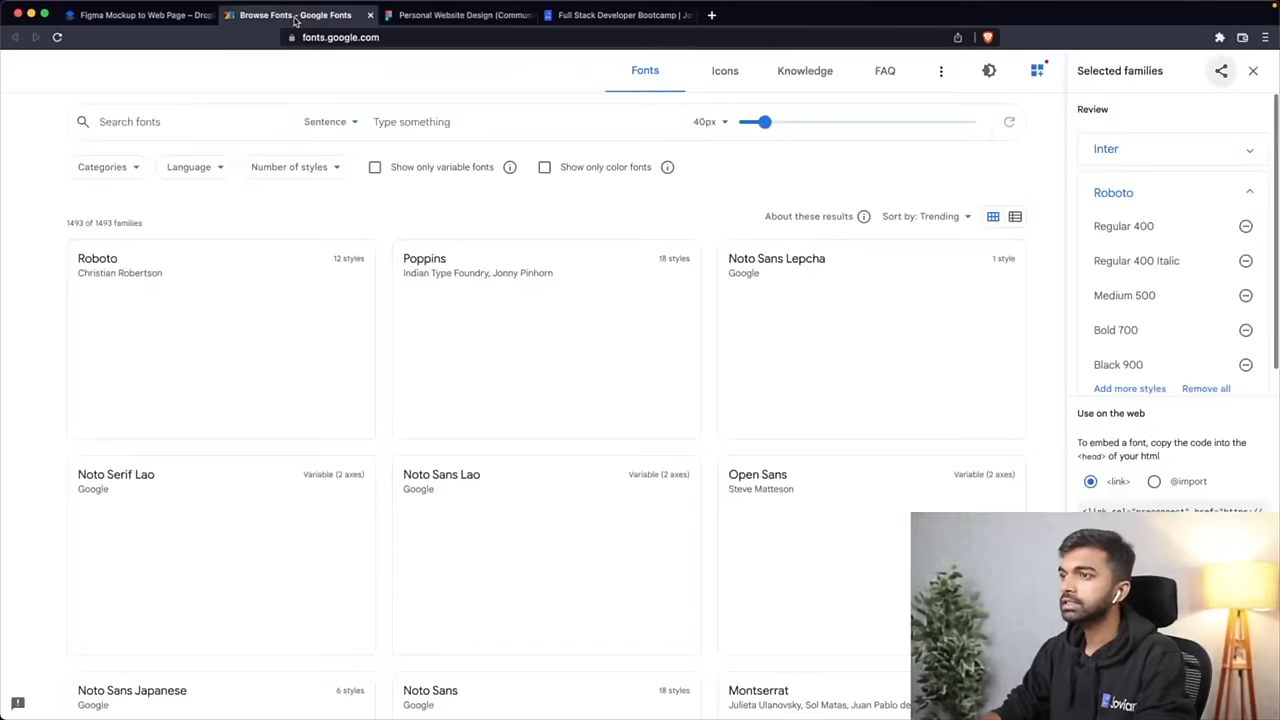 Figma Mockup to Web Page – Drop
Browse Fonts - Google Fonts
Personal Website Design (Commun
Full Stack Developer Bootcamp | Jo
fonts.google.com
Fonts
Icons
Knowledge
FAQ
Selected families
Search fonts
Sentence
Type something
40px
Review
Categories
Language
Number of styles
Show only variable fonts
Show only color fonts
Inter
1493 of 1493 families
About these results
Sort by: Trending
Roboto
Regular 400
Regular 400 Italic
Medium 500
Bold 700
Black 900
Add more styles
Remove all
Roboto
12 styles
Christian Robertson
Poppins
18 styles
Indian Type Foundry, Jonny Pinhorn
Noto Sans Lepcha
1 style
Google
Use on the web
To embed a font, copy the code into the
<head> of your html
<link>
@import
<link rel="preconnect" href="https://
Noto Serif Lao
Variable (2 axes)
Google
Noto Sans Lao
Variable (2 axes)
Google
Open Sans
Variable (2 axes)
Steve Matteson
Noto Sans Japanese
6 styles
Google
Noto Sans
18 styles
Google
Montserrat
Julieta Ulanovsky, Sol Matas, Juan Pablo de
Jovian